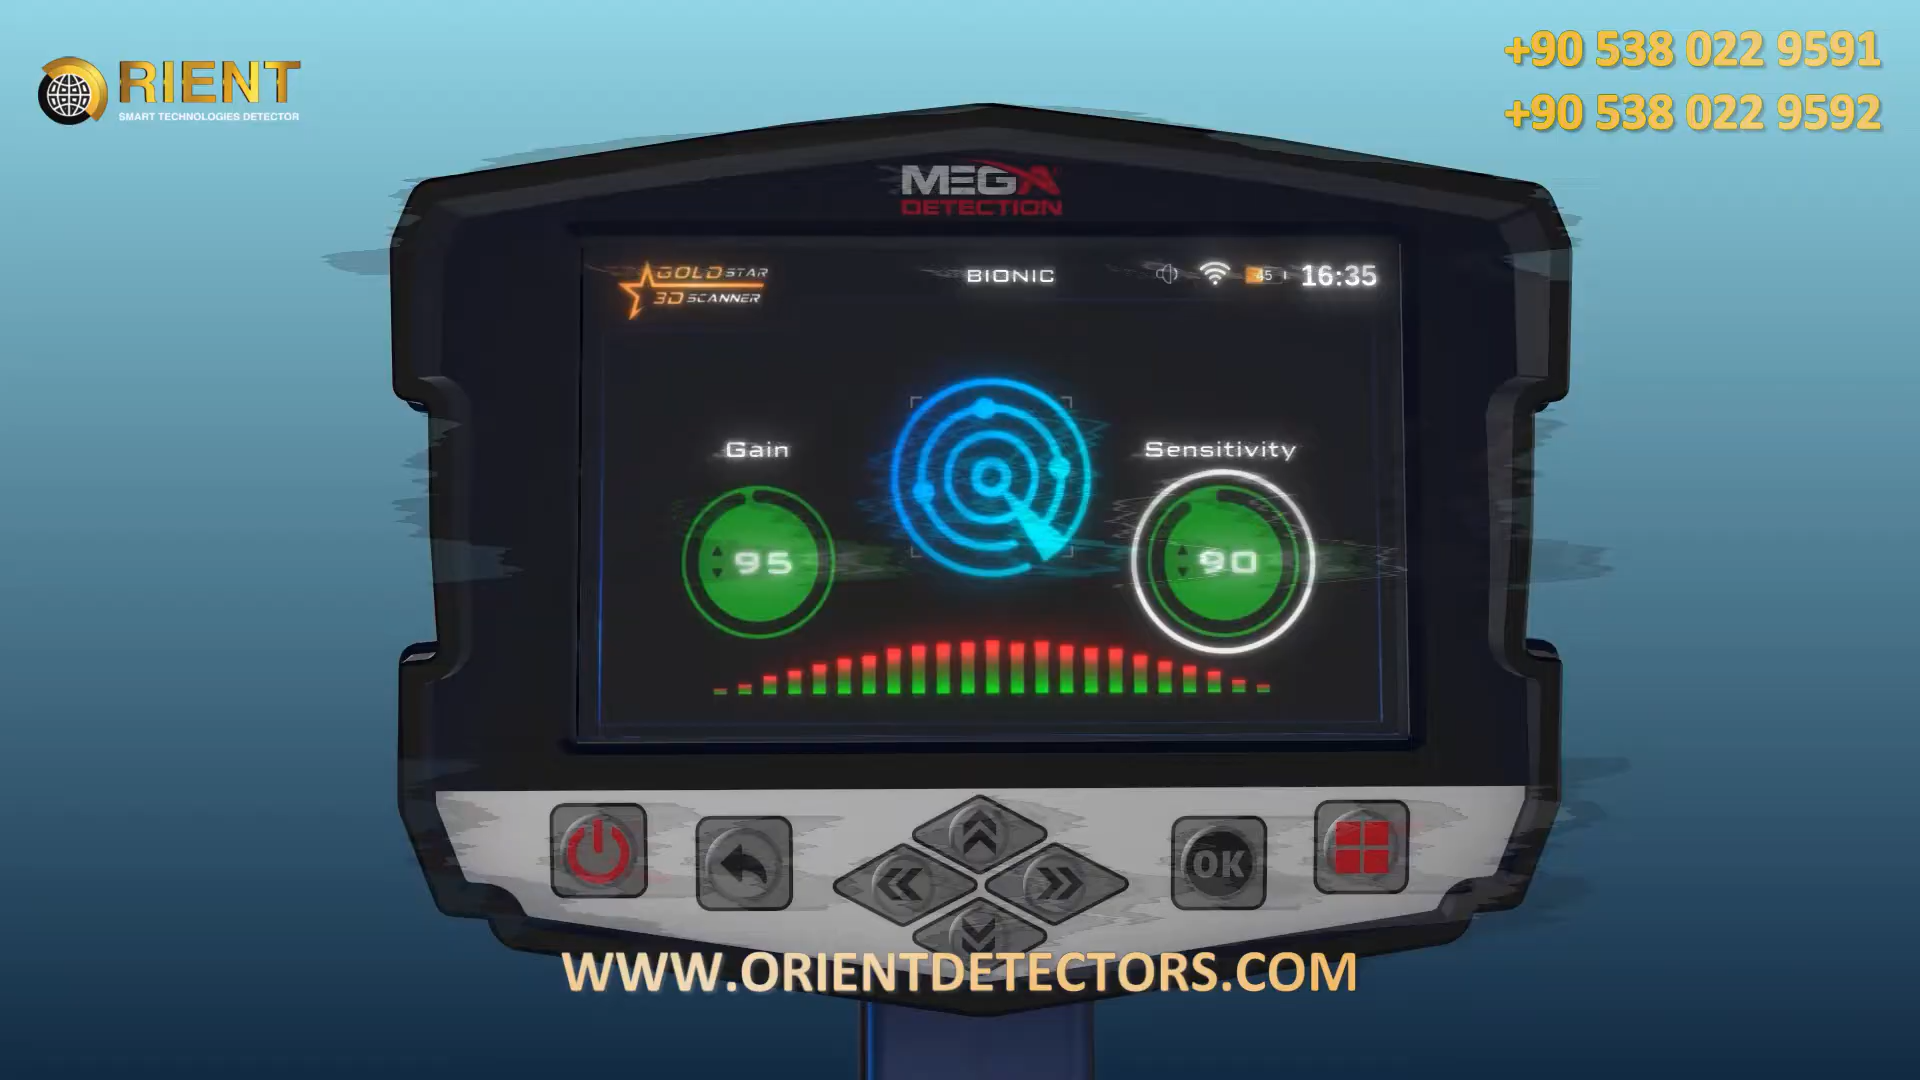 RIENT
SMART TECHNOLOGIES DETECTOR
+90 538 022 9591
+90 538 022 9592
MEGA
DETECTION
GOLD STAR
3D SCANNER
BIONIC
45
16:35
Gain
Sensitivity
95
90
OK
WWW.ORIENTDETECTORS.COM